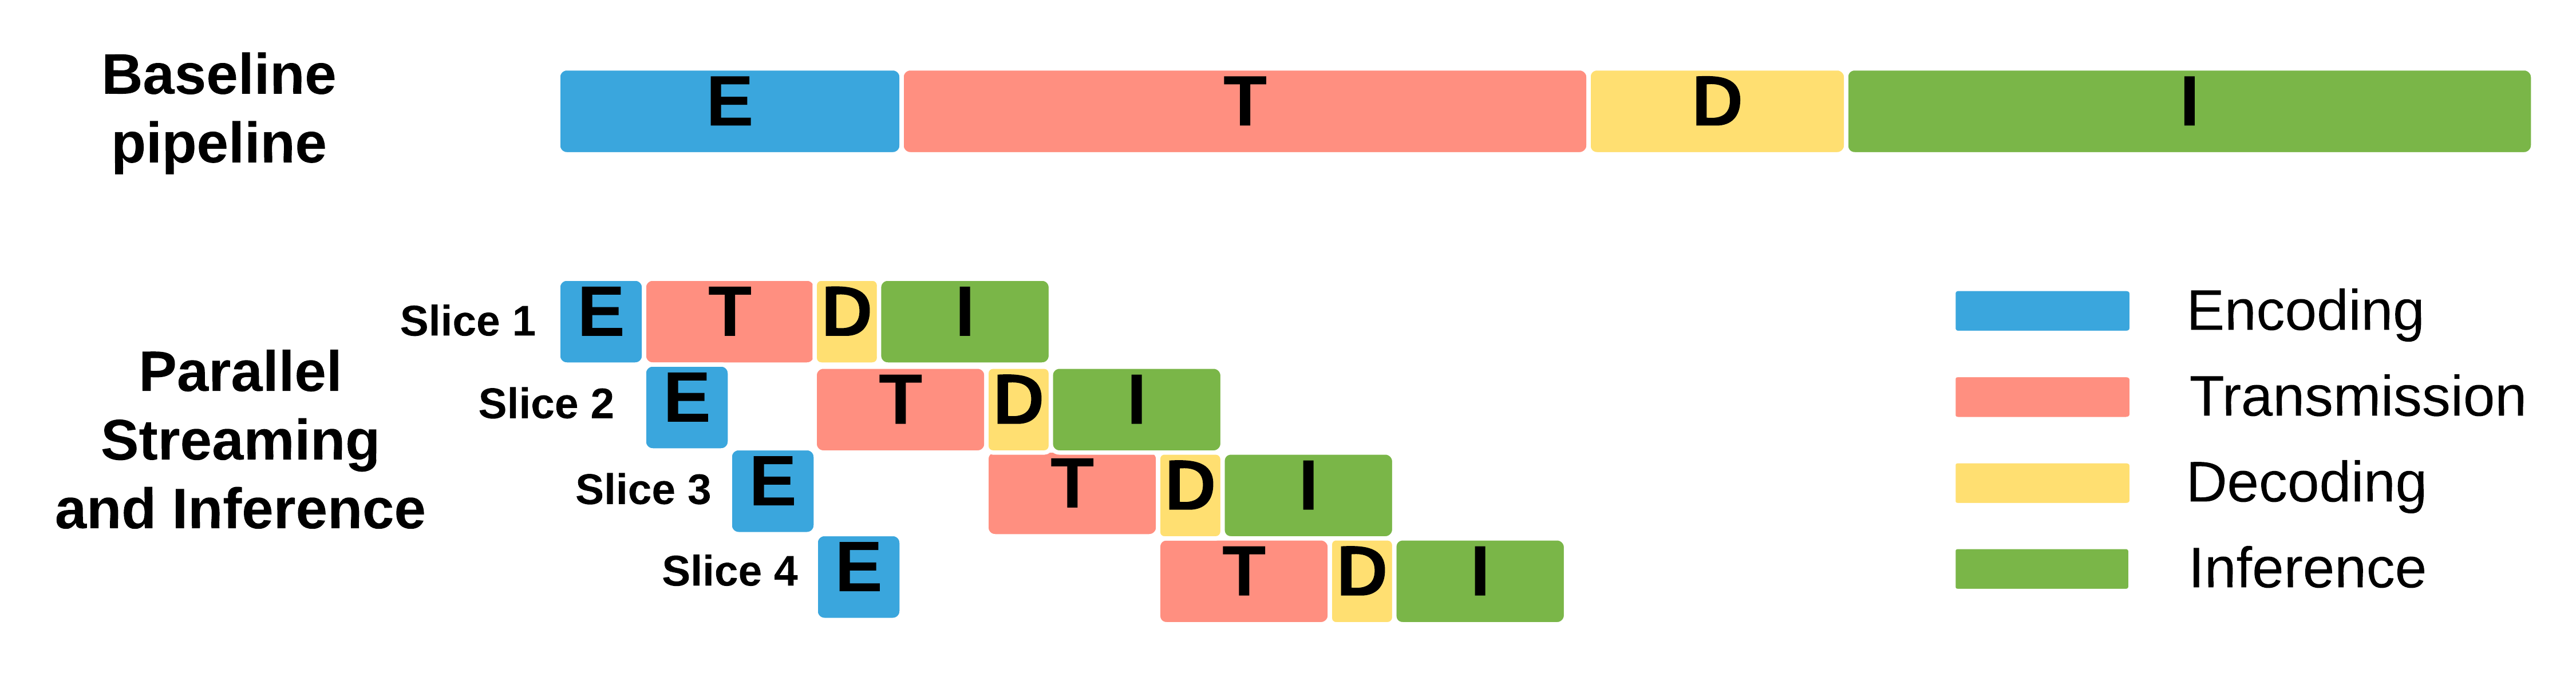 Baseline
pipeline
E T D I
Parallel
Streaming
and Inference
Slice 1 E T D I
Slice 2 E T D I
Slice 3 E T D I
Slice 4 E T D I
Encoding
Transmission
Decoding
Inference